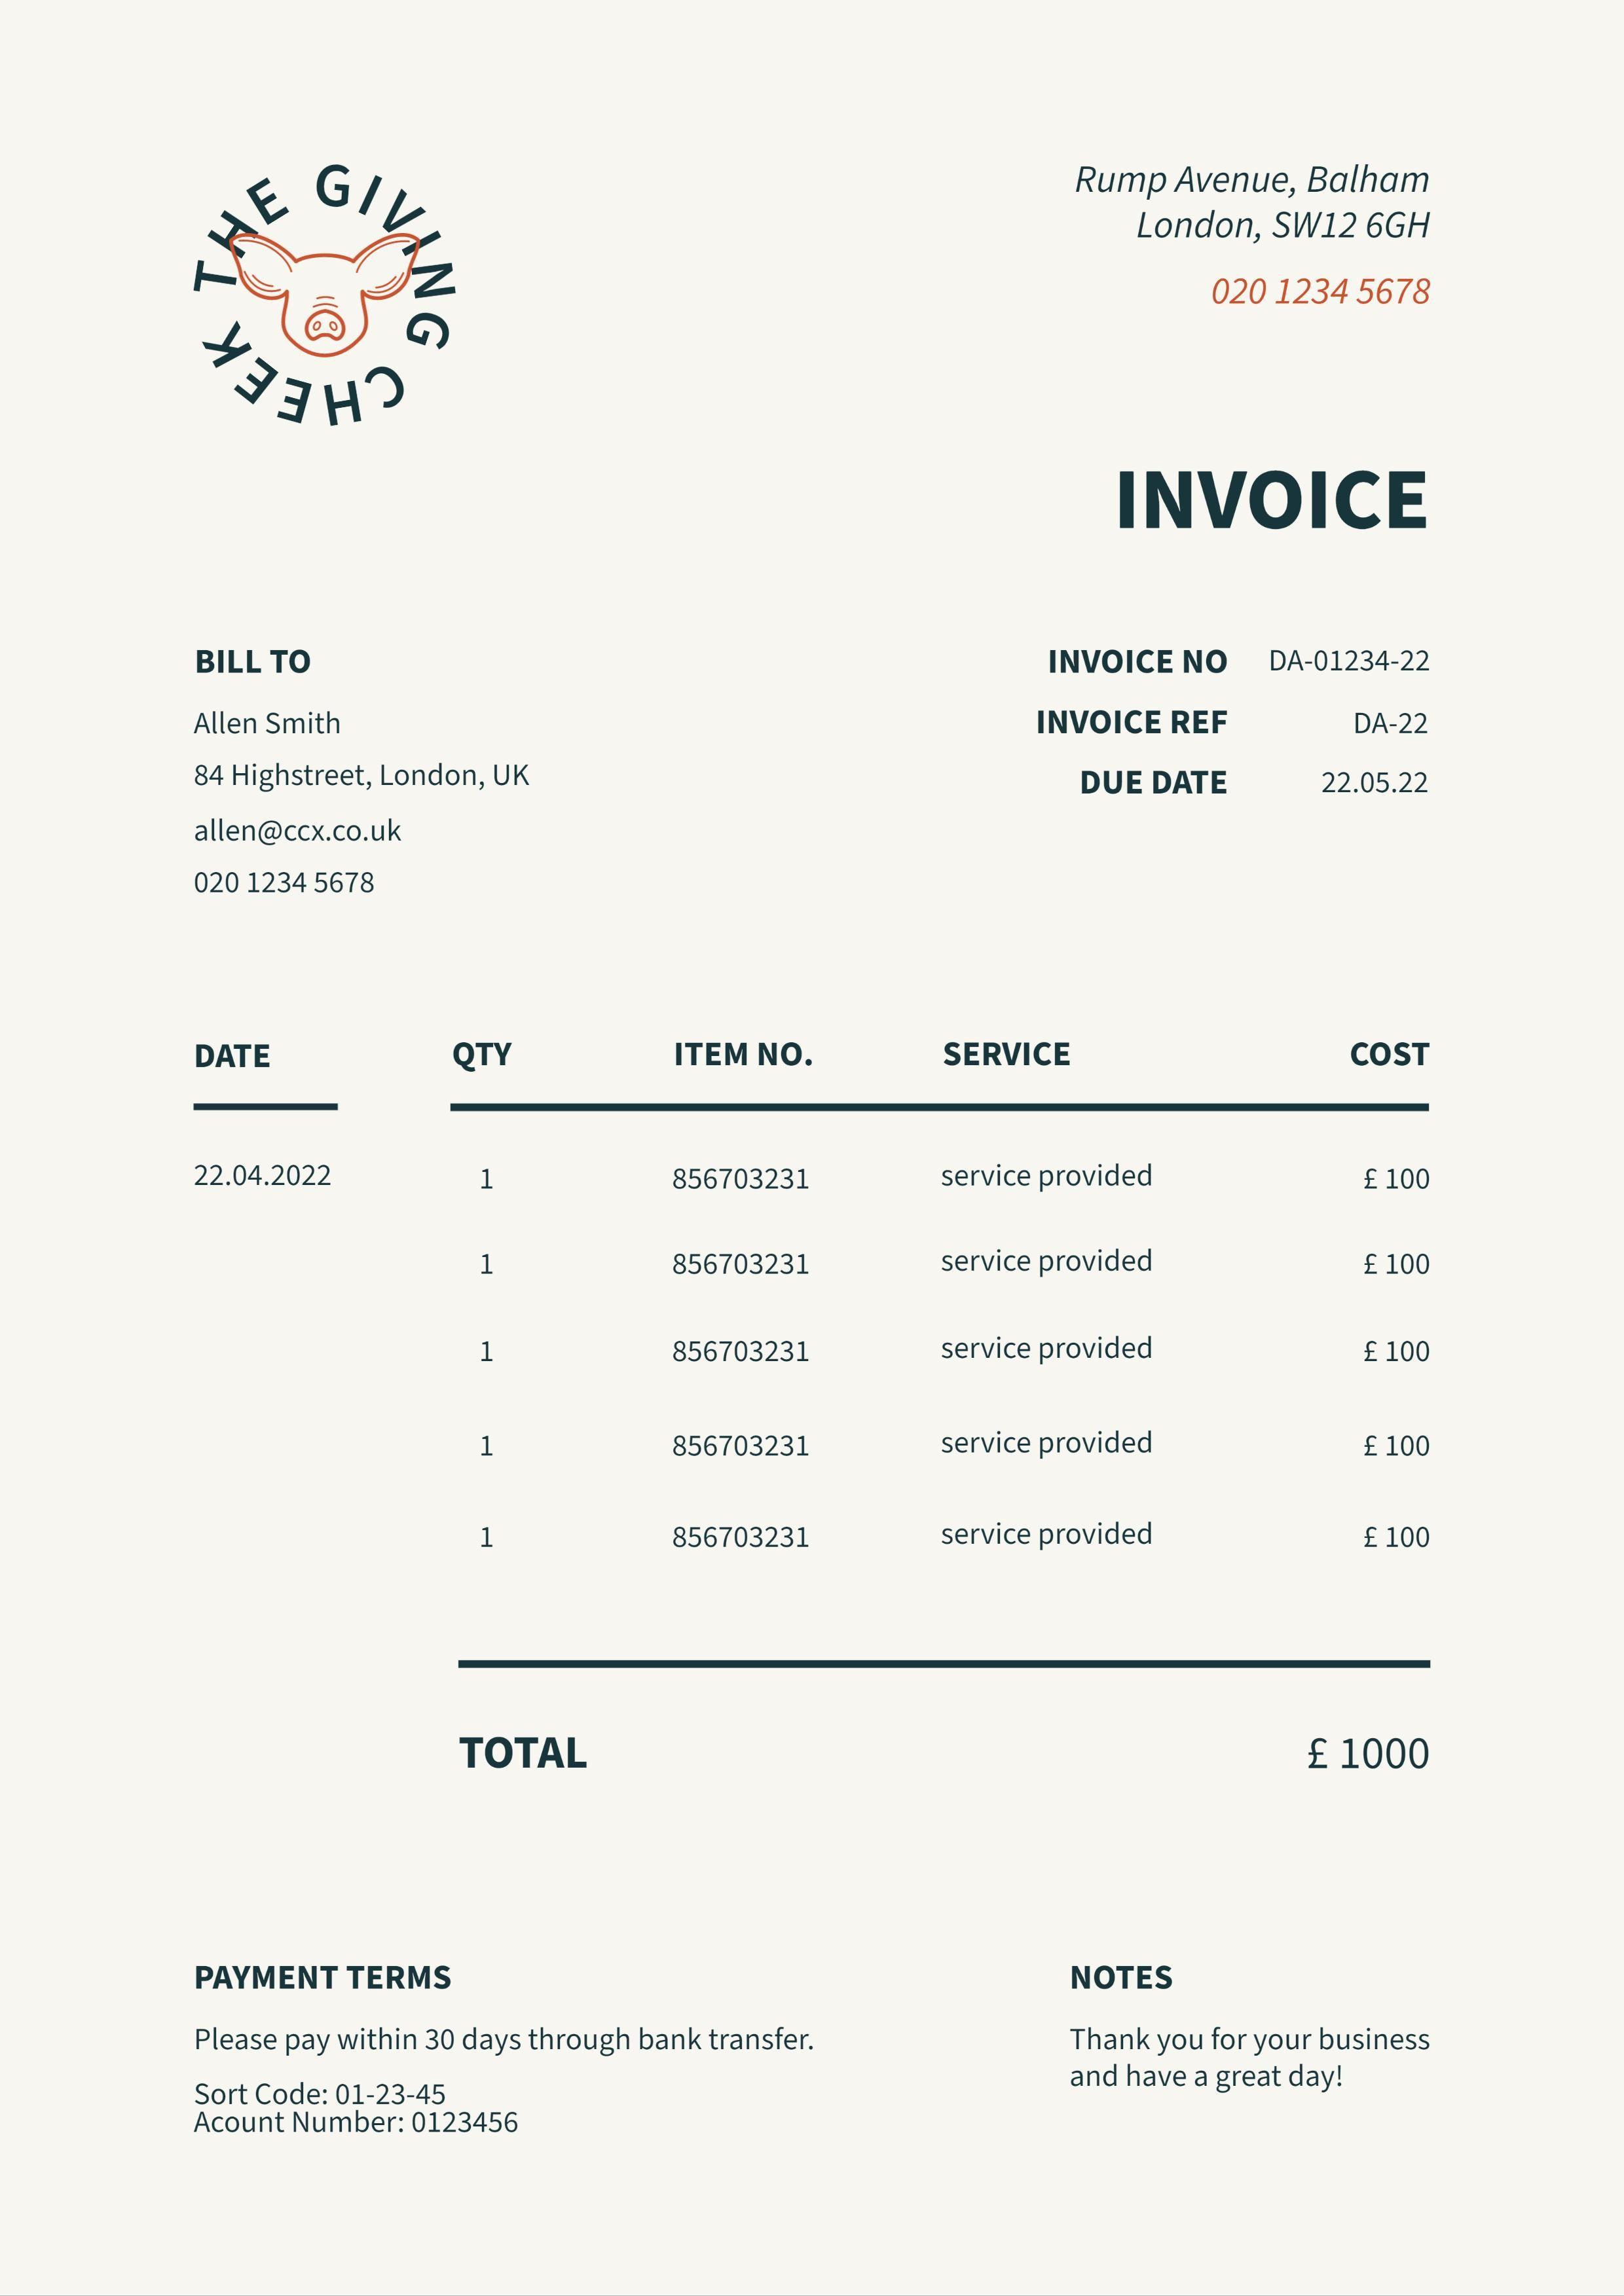 THE GIVING CHEEK
Rump Avenue, Balham
London, SW12 6GH
020 1234 5678
INVOICE
BILL TO
Allen Smith
84 Highstreet, London, UK
allen@ccx.co.uk
020 1234 5678
INVOICE NO DA-01234-22
INVOICE REF DA-22
DUE DATE 22.05.22
DATE QTY ITEM NO. SERVICE COST
22.04.2022 1 856703231 service provided £ 100
1 856703231 service provided £ 100
1 856703231 service provided £ 100
1 856703231 service provided £ 100
1 856703231 service provided £ 100
TOTAL £ 1000
PAYMENT TERMS
Please pay within 30 days through bank transfer.
Sort Code: 01-23-45
Acount Number: 0123456
NOTES
Thank you for your business
and have a great day!